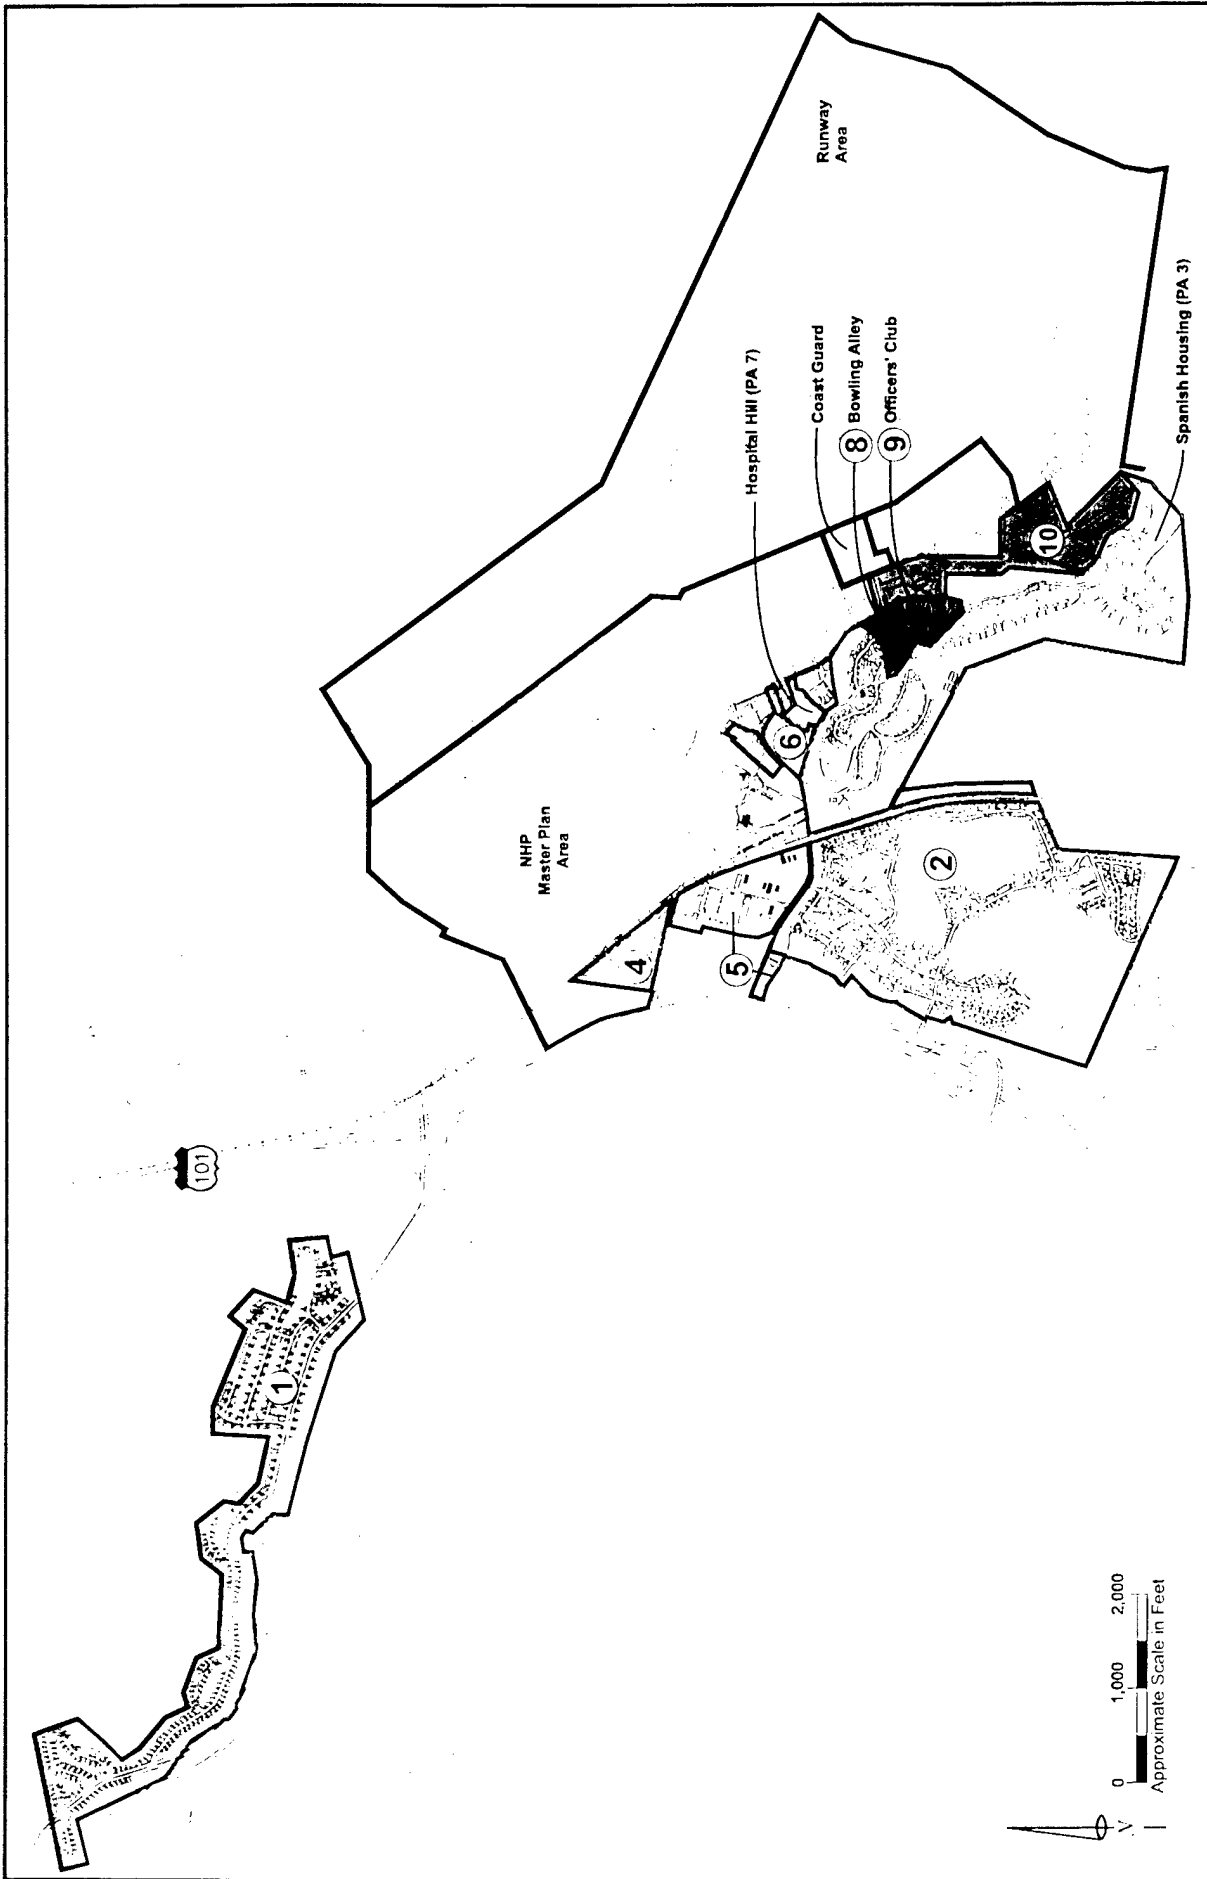 Runway
Area
NHP
Master Plan
Area
Hospital HMI (PA 7)
Coast Guard
8 Bowling Alley
9 Officers' Club
Spanish Housing (PA 3)
10
6
4
5
2
101
1
0 1,000 2,000
Approximate Scale in Feet
N